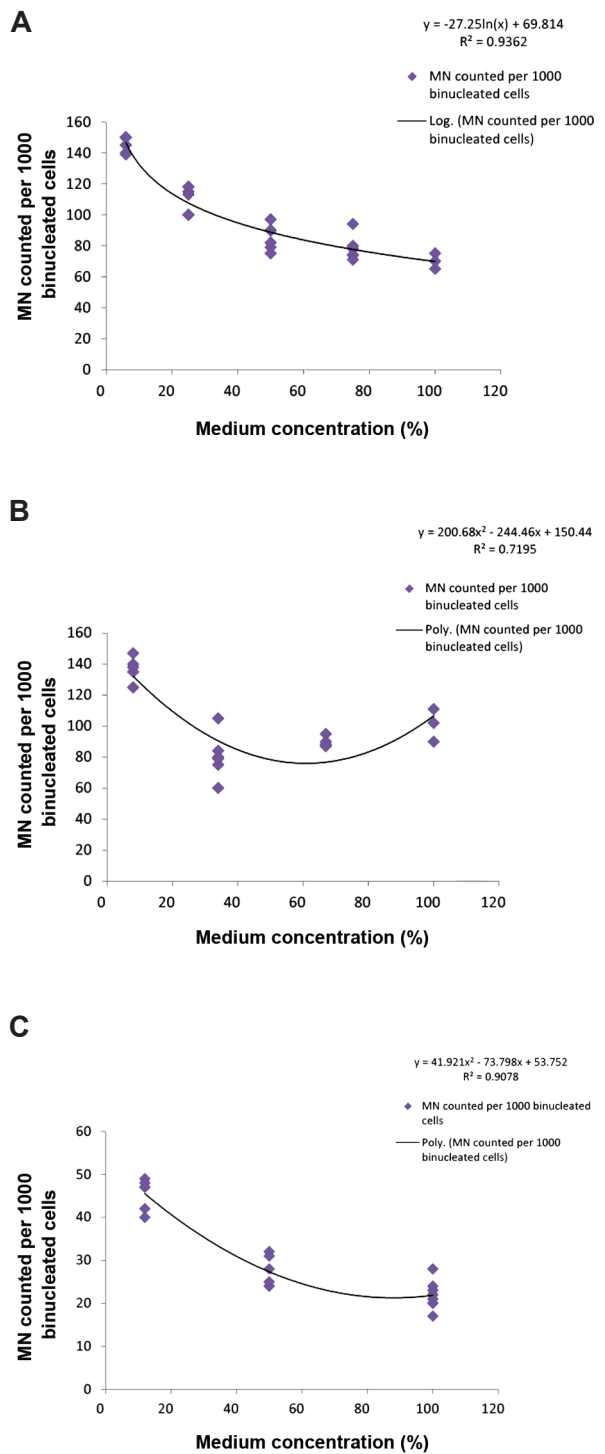 A
y = -27.25ln(x) + 69.814
R² = 0.9362
MN counted per 1000
binucleated cells
Log. (MN counted per 1000
binucleated cells)
MN counted per 1000
binucleated cells
160
140
120
100
80
60
40
20
0
0 20 40 60 80 100 120
Medium concentration (%)
B
y = 200.68x² - 244.46x + 150.44
R² = 0.7195
MN counted per 1000
binucleated cells
Poly. (MN counted per 1000
binucleated cells)
MN counted per 1000
binucleated cells
160
140
120
100
80
60
40
20
0
0 20 40 60 80 100 120
Medium concentration (%)
C
y = 41.921x² - 73.798x + 53.752
R² = 0.9078
MN counted per 1000 binucleated
cells
Poly. (MN counted per 1000
binucleated cells)
MN counted per 1000
binucleated cells
60
50
40
30
20
10
0
0 20 40 60 80 100 120
Medium concentration (%)